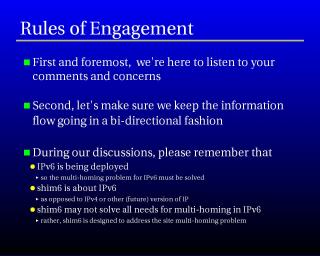 Rules of Engagement
First and foremost, we're here to listen to your
comments and concerns
Second, let's make sure we keep the information
flow going in a bi-directional fashion
During our discussions, please remember that
IPv6 is being deployed
so the multi-homing problem for IPv6 must be solved
shim6 is about IPv6
as opposed to IPv4 or other (future) version of IP
shim6 may not solve all needs for multi-homing in IPv6
rather, shim6 is designed to address the site multi-homing problem